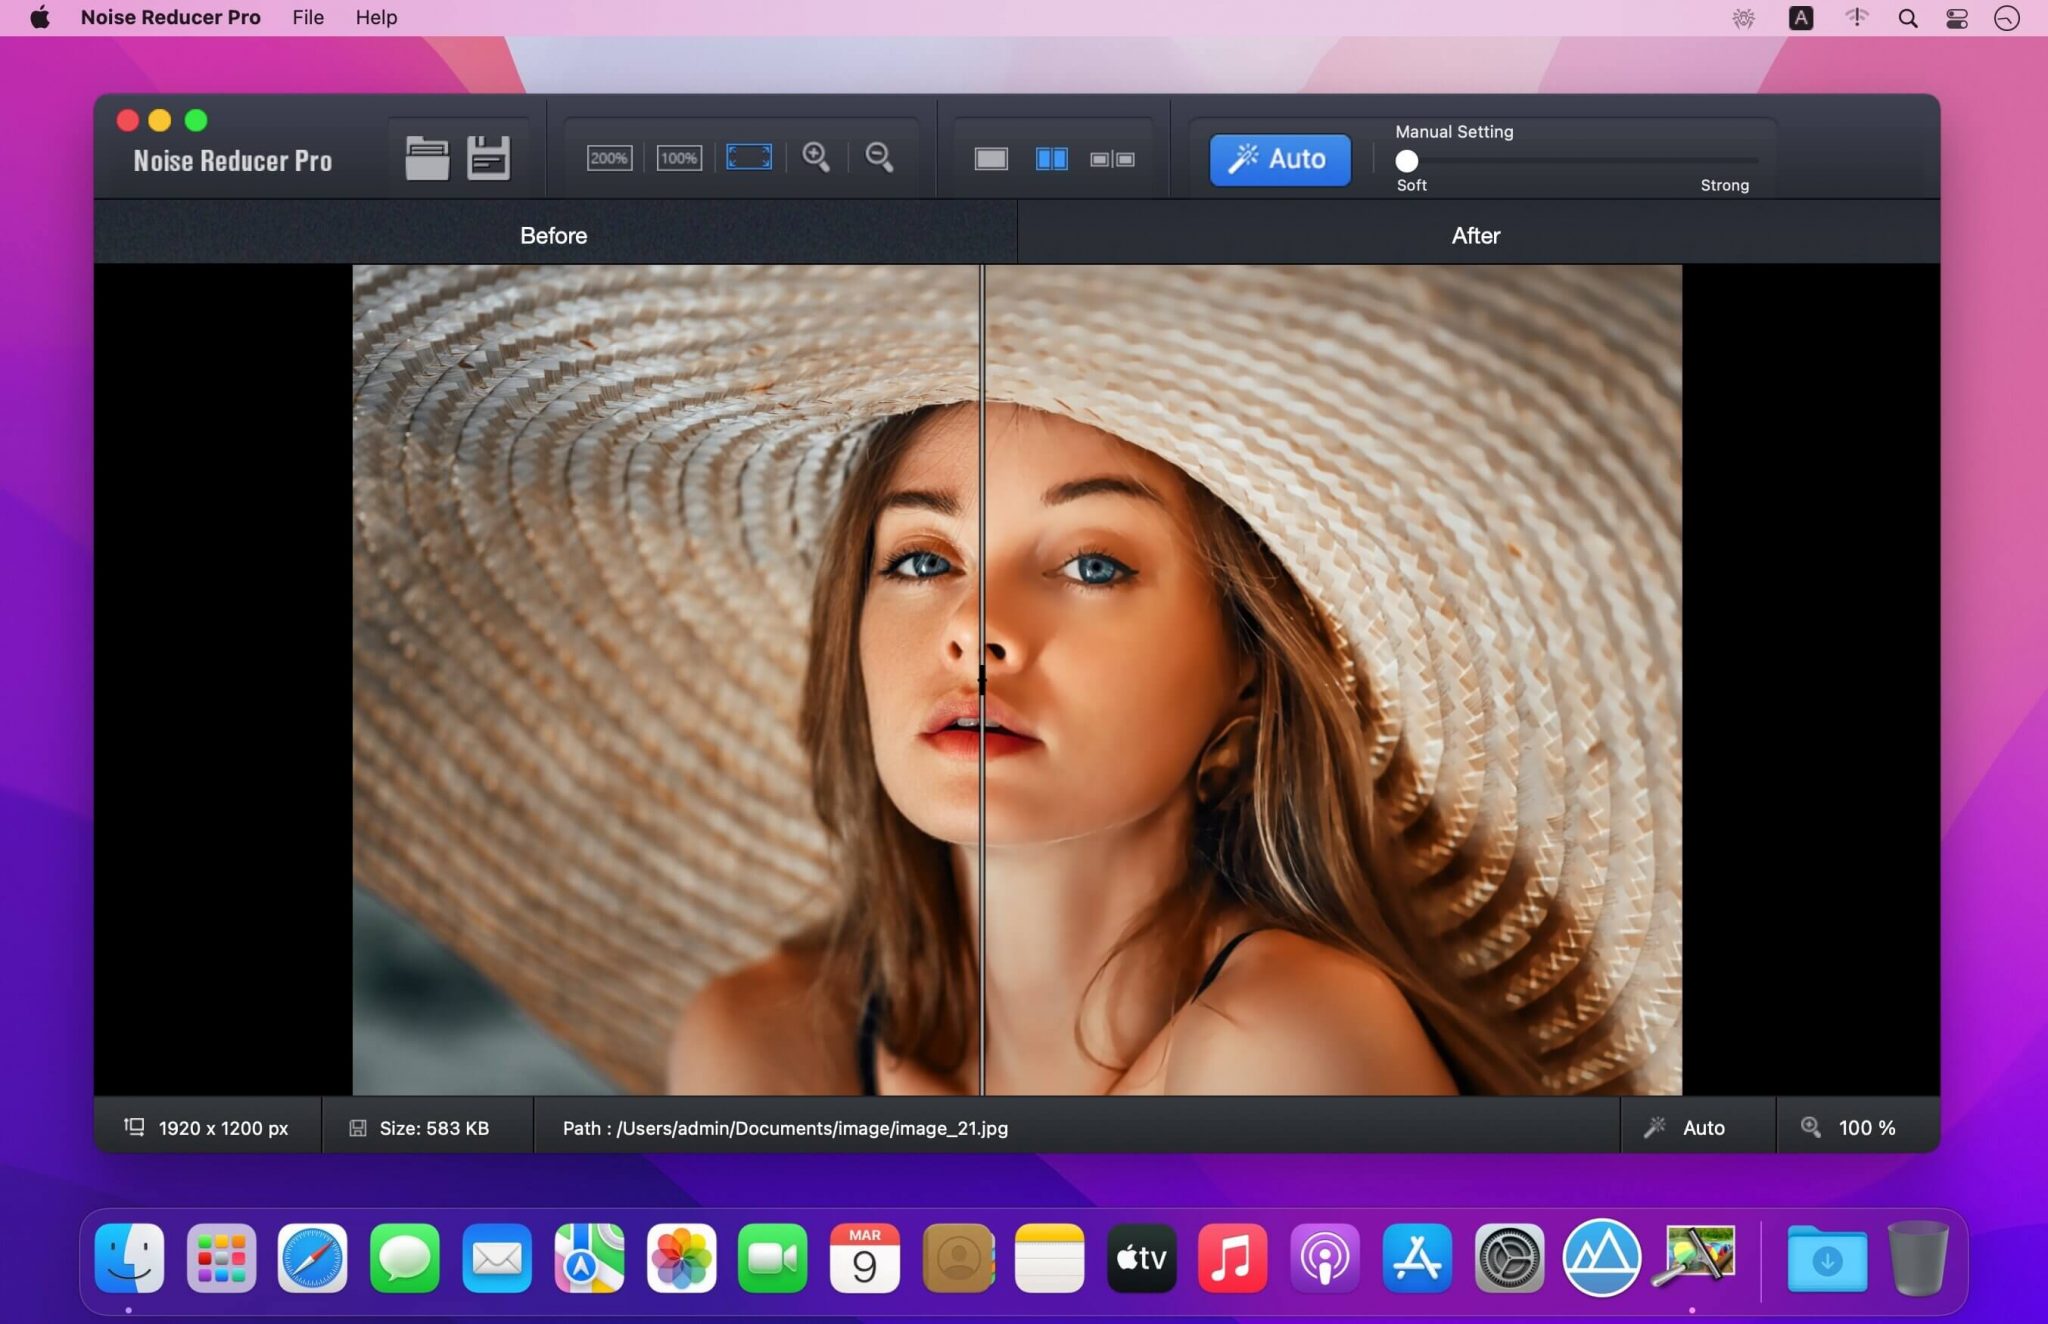 Noise Reducer Pro File Help
A
Noise Reducer Pro
200% 100%
Auto
Manual Setting
Soft Strong
Before After
1920 x 1200 px Size: 583 KB Path : /Users/admin/Documents/image/image_21.jpg Auto 100 %
MAR
9
tv